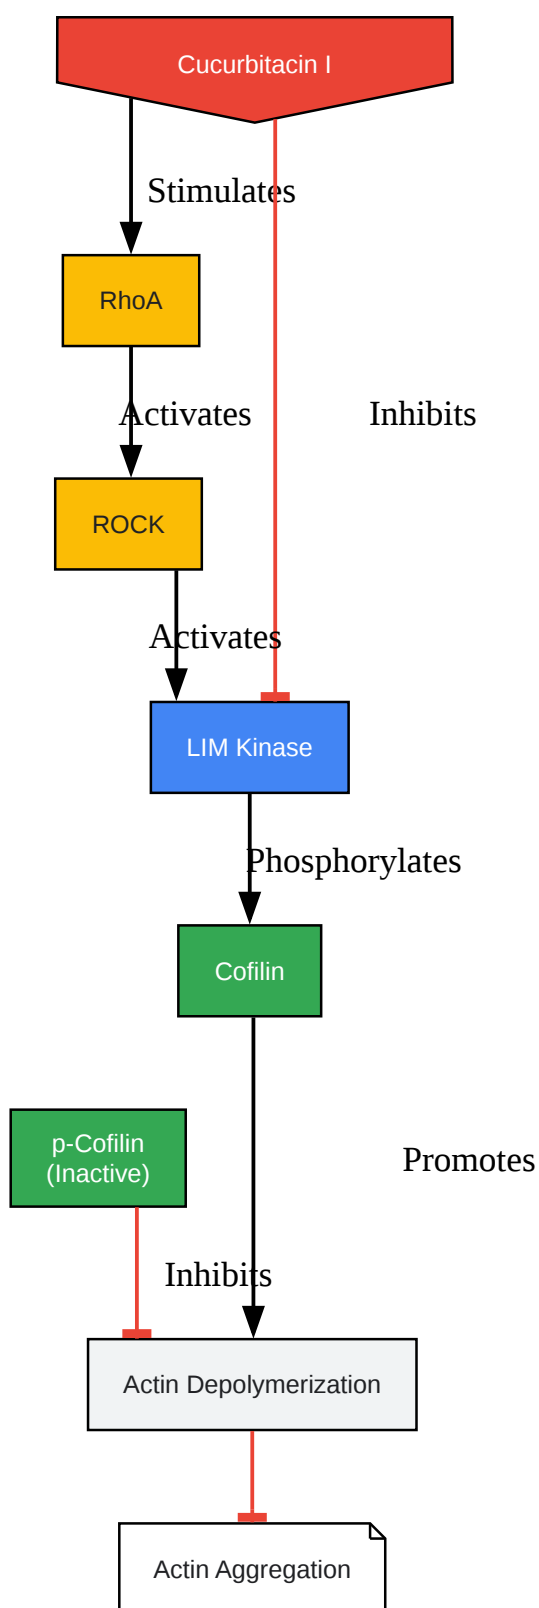 Cucurbitacin I
Stimulates
RhoA
Activates
Inhibits
ROCK
Activates
LIM Kinase
Phosphorylates
Cofilin
p-Cofilin
(Inactive)
Promotes
Inhibits
Actin Depolymerization
Actin Aggregation